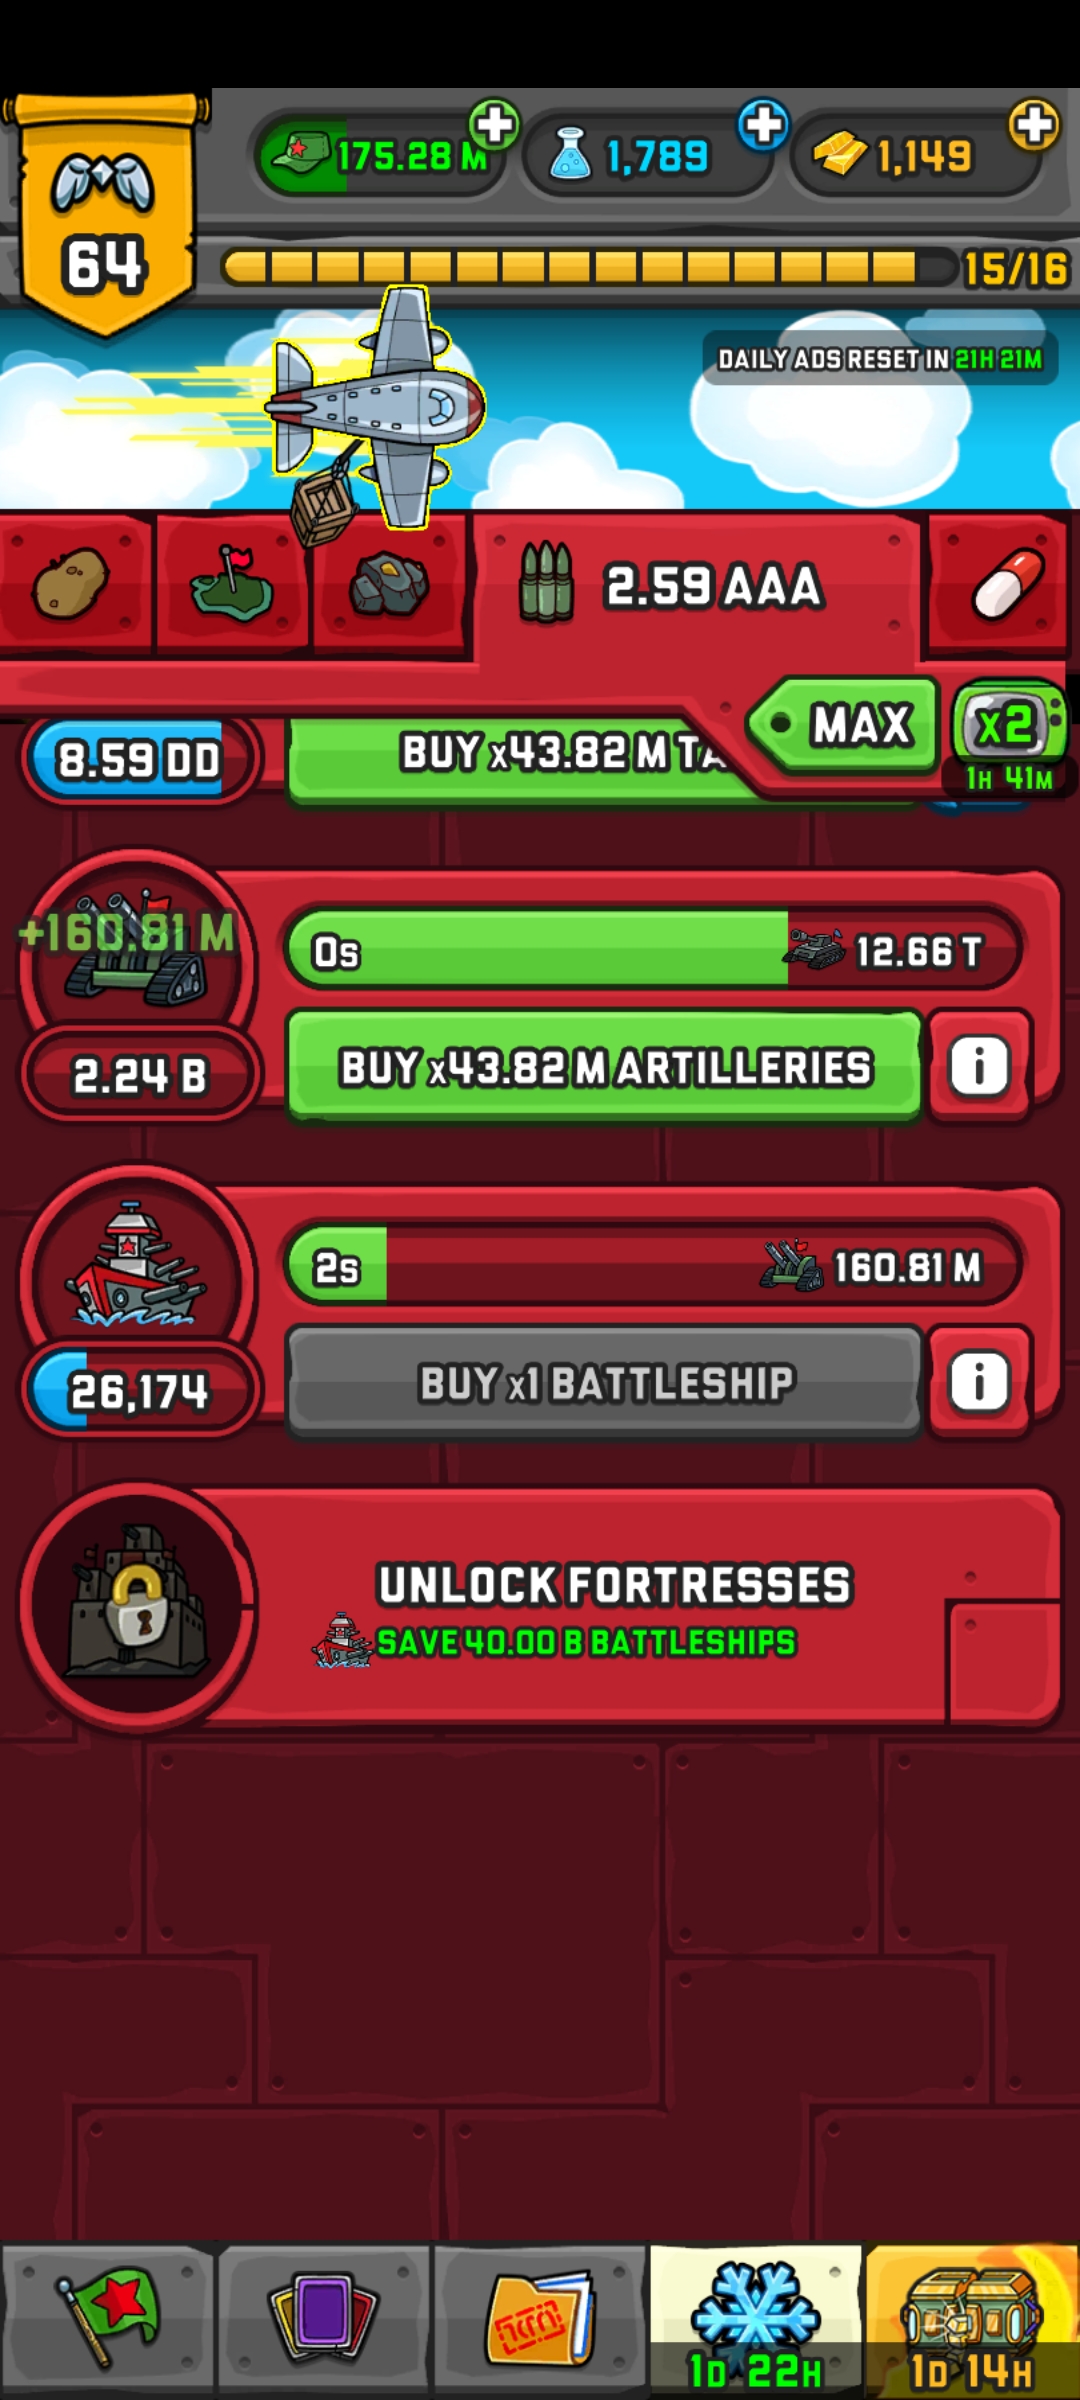 175.28 M
1,789
1,149
64
15/16
DAILY ADS RESET IN 21H 21M
2.59 AAA
MAX
x2
1H 41M
8.59 DD
BUY x43.82 M TA
+160.81 M
0s
12.66 T
2.24 B
BUY x43.82 M ARTILLERIES
i
2s
160.81 M
26,174
BUY x1 BATTLESHIP
i
UNLOCK FORTRESSES
SAVE 40.00 B BATTLESHIPS
1D 22H
1D 14H